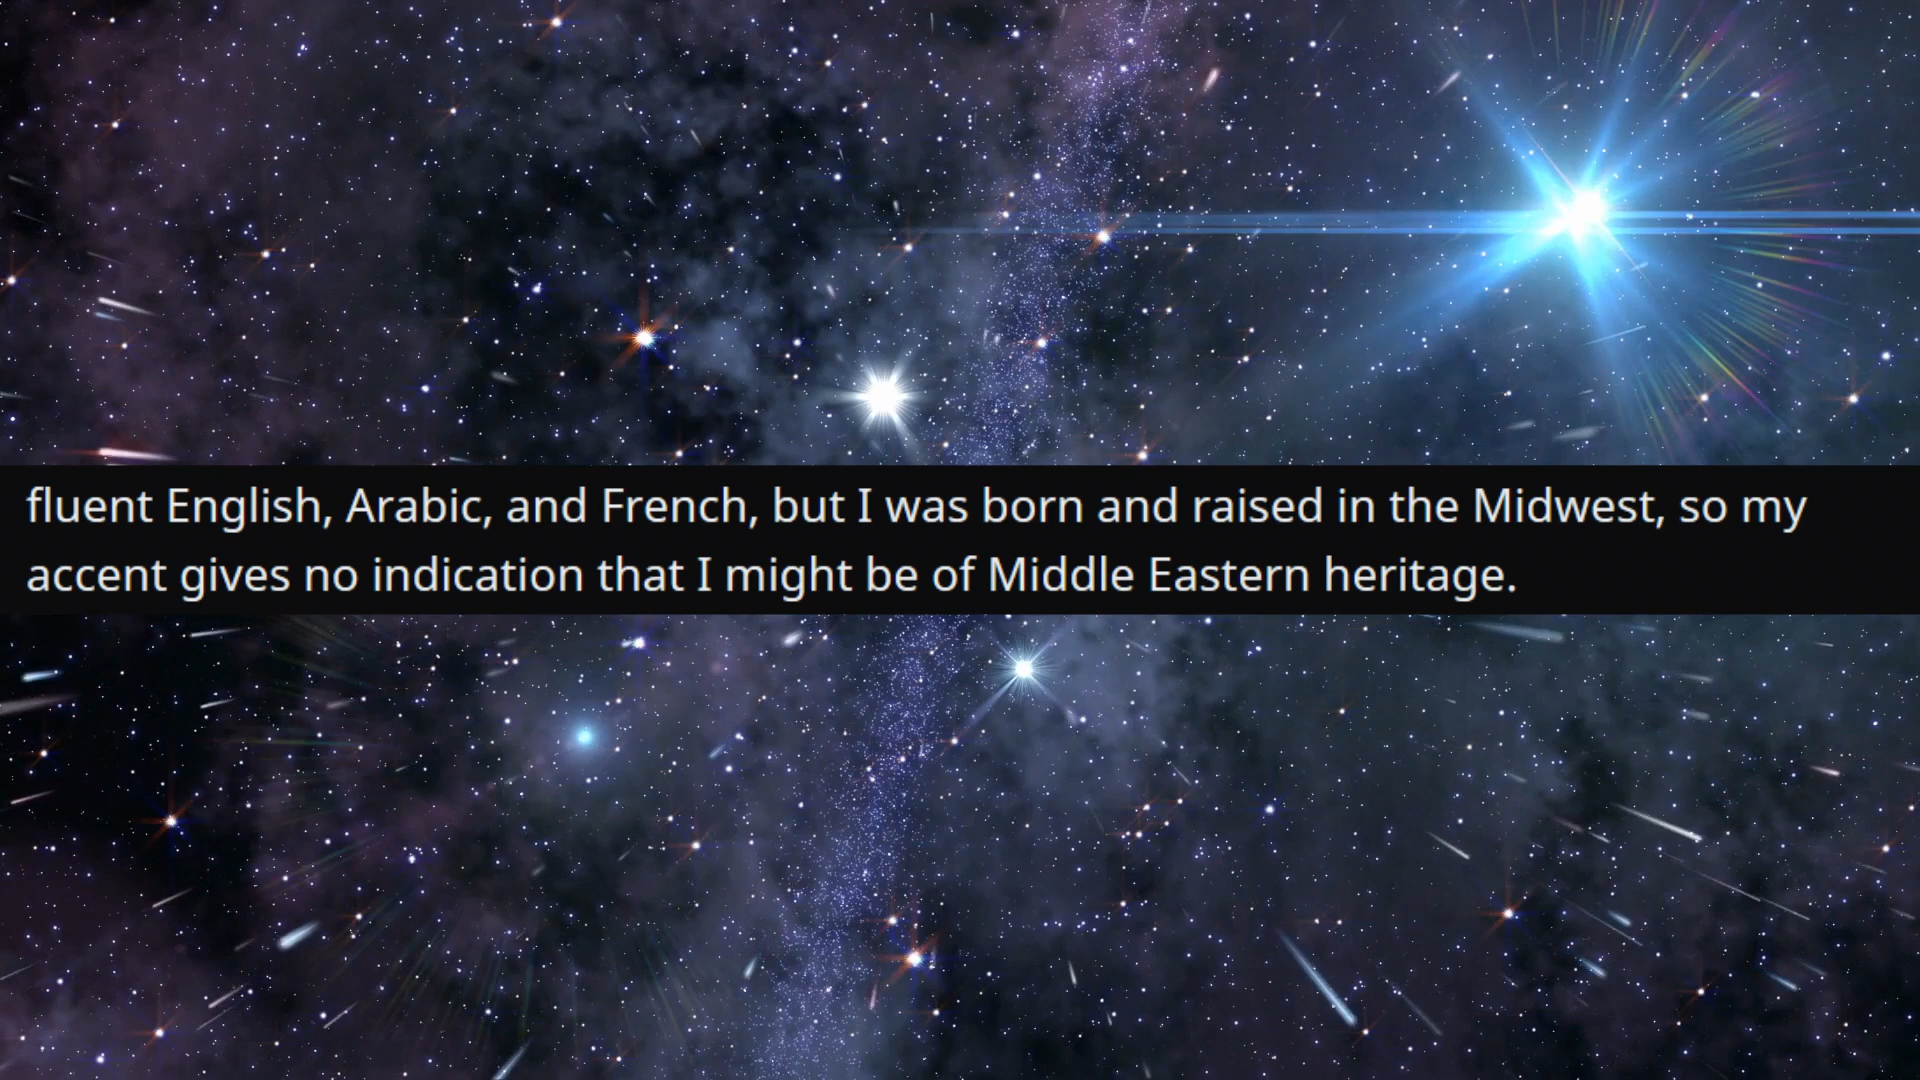 fluent English, Arabic, and French, but I was born and raised in the Midwest, so my
accent gives no indication that I might be of Middle Eastern heritage.